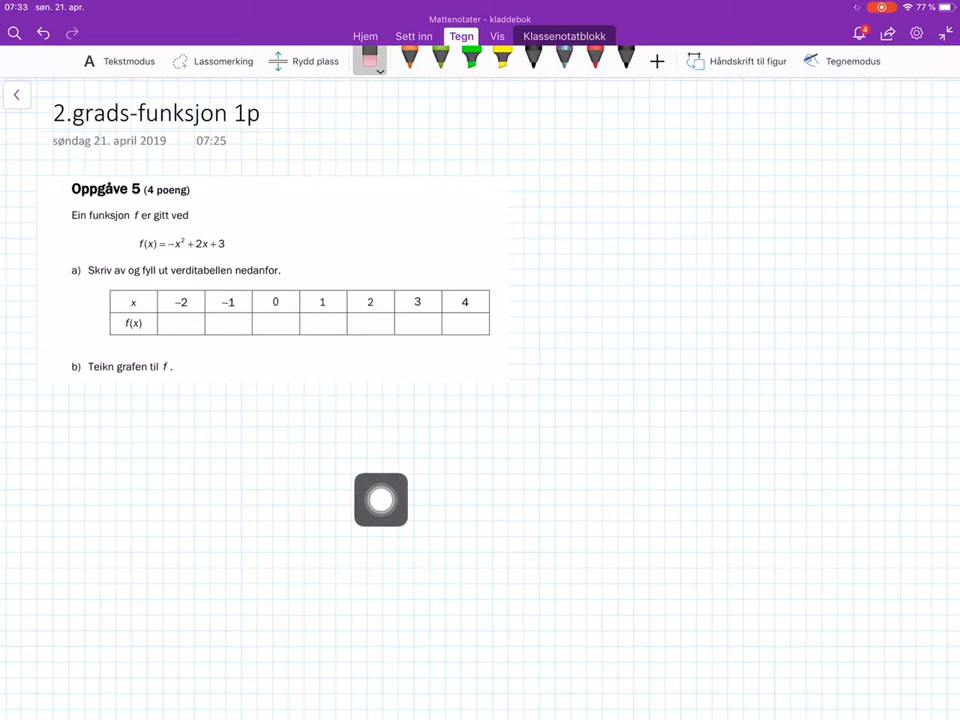 07:33 søn. 21. apr.
77 %
Mattenotater - kladdebok
Hjem Sett inn Tegn Vis Klassenotatblokk
4
A Tekstmodus Lassomerking Rydd plass Håndskrift til figur Tegnemodus
2.grads-funksjon 1p
søndag 21. april 2019 07:25
Oppgåve 5 (4 poeng)
Ein funksjon f er gitt ved
f(x) = −x² + 2x + 3
a) Skriv av og fyll ut verditabellen nedanfor.
x −2 −1 0 1 2 3 4
f(x)
b) Teikn grafen til f .